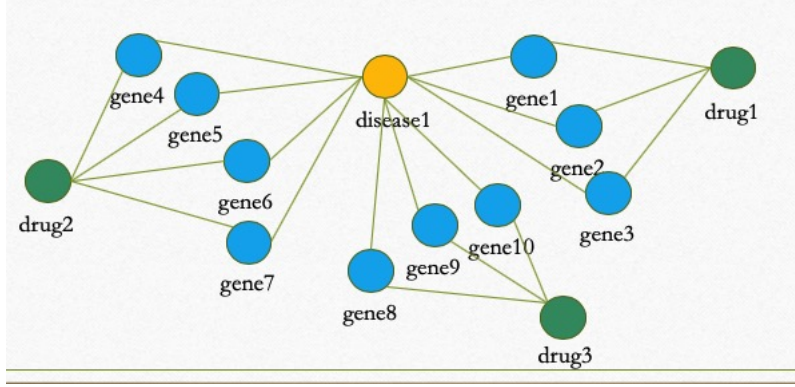 gene4
gene5
gene6
gene7
drug2
disease1
gene1
gene2
gene3
drug1
gene10
gene9
gene8
drug3